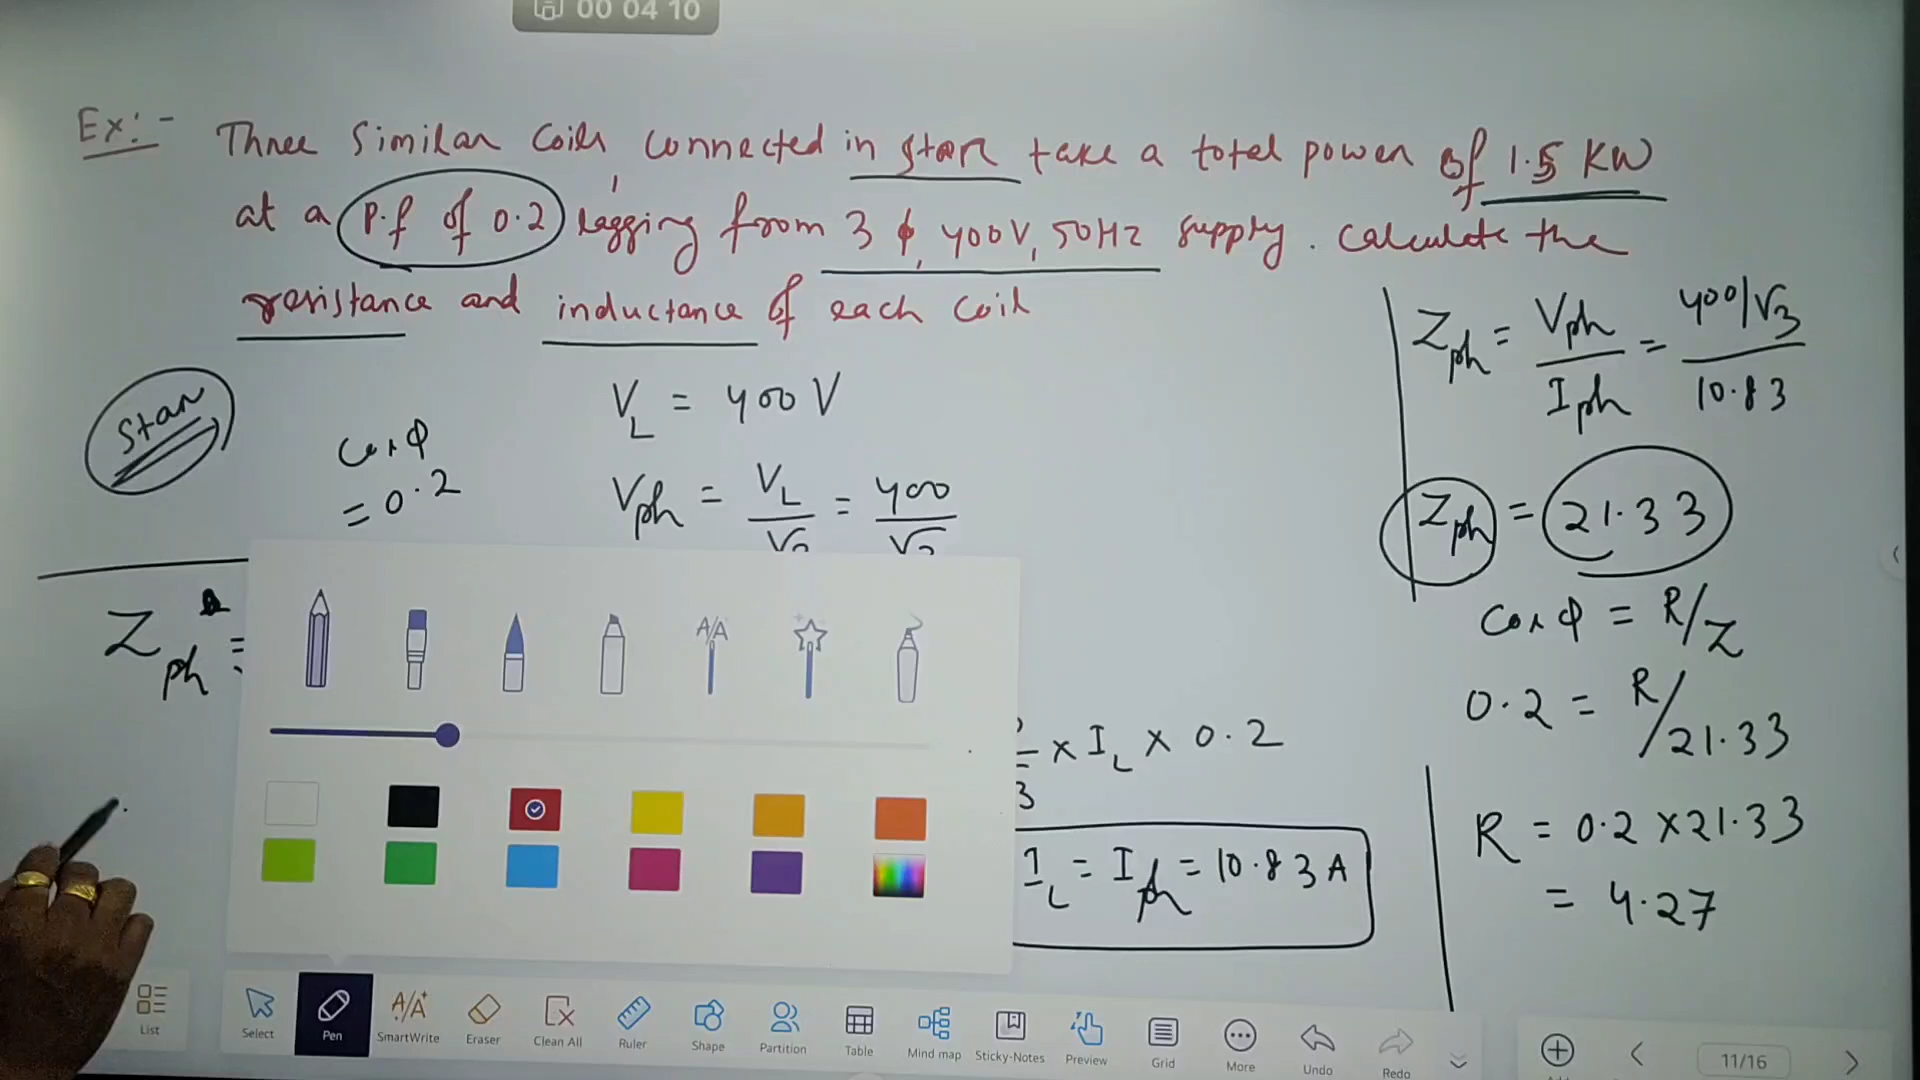 00 04 10
Ex:- Three similar coils, connected in star take a total power of 1.5 KW
at a P.f of 0.2 lagging from 3 ϕ, 400V, 50Hz supply. Calculate the
resistance and inductance of each coil
Star
Cosϕ
= 0.2
V_L = 400 V
Vph = V_L/√3 = 400/√3
Zph =
x I_L x 0.2
3
I_L = Iph = 10.83 A
Zph = Vph/Iph = 400/√3 / 10.83
Zph = 21.33
Cosϕ = R/Z
0.2 = R/21.33
R = 0.2 x 21.33
= 4.27
A/A
List
Select
Pen
SmartWrite
Eraser
Clean All
Ruler
Shape
Partition
Table
Mind map
Sticky-Notes
Preview
Grid
More
Undo
Redo
11/16